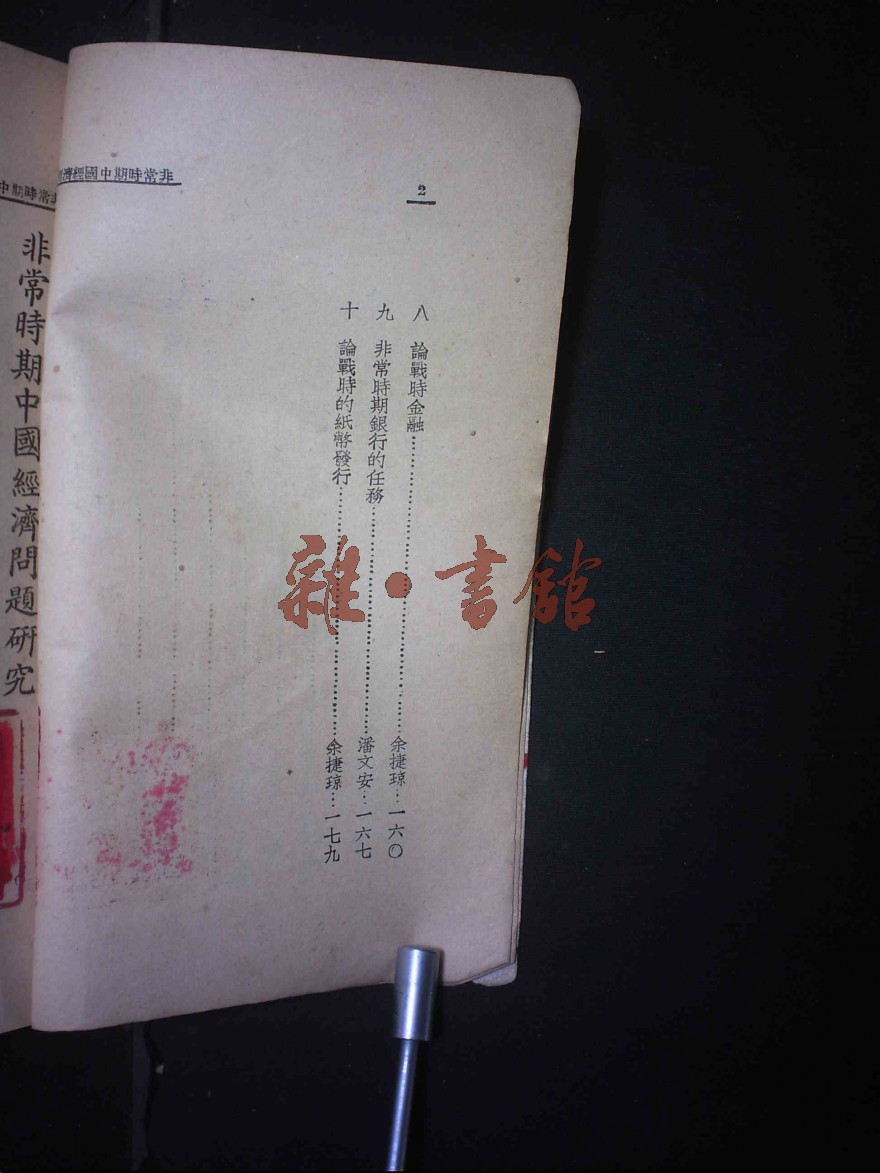 非常時期中國經濟
2
八　論戰時金融……余捷琼…一六〇
九　非常時期銀行的任務……潘文安…一六七
十　論戰時的紙幣發行……余捷琼…一七九
非常時期中
非常時期中國經濟問題研究
雜·書館